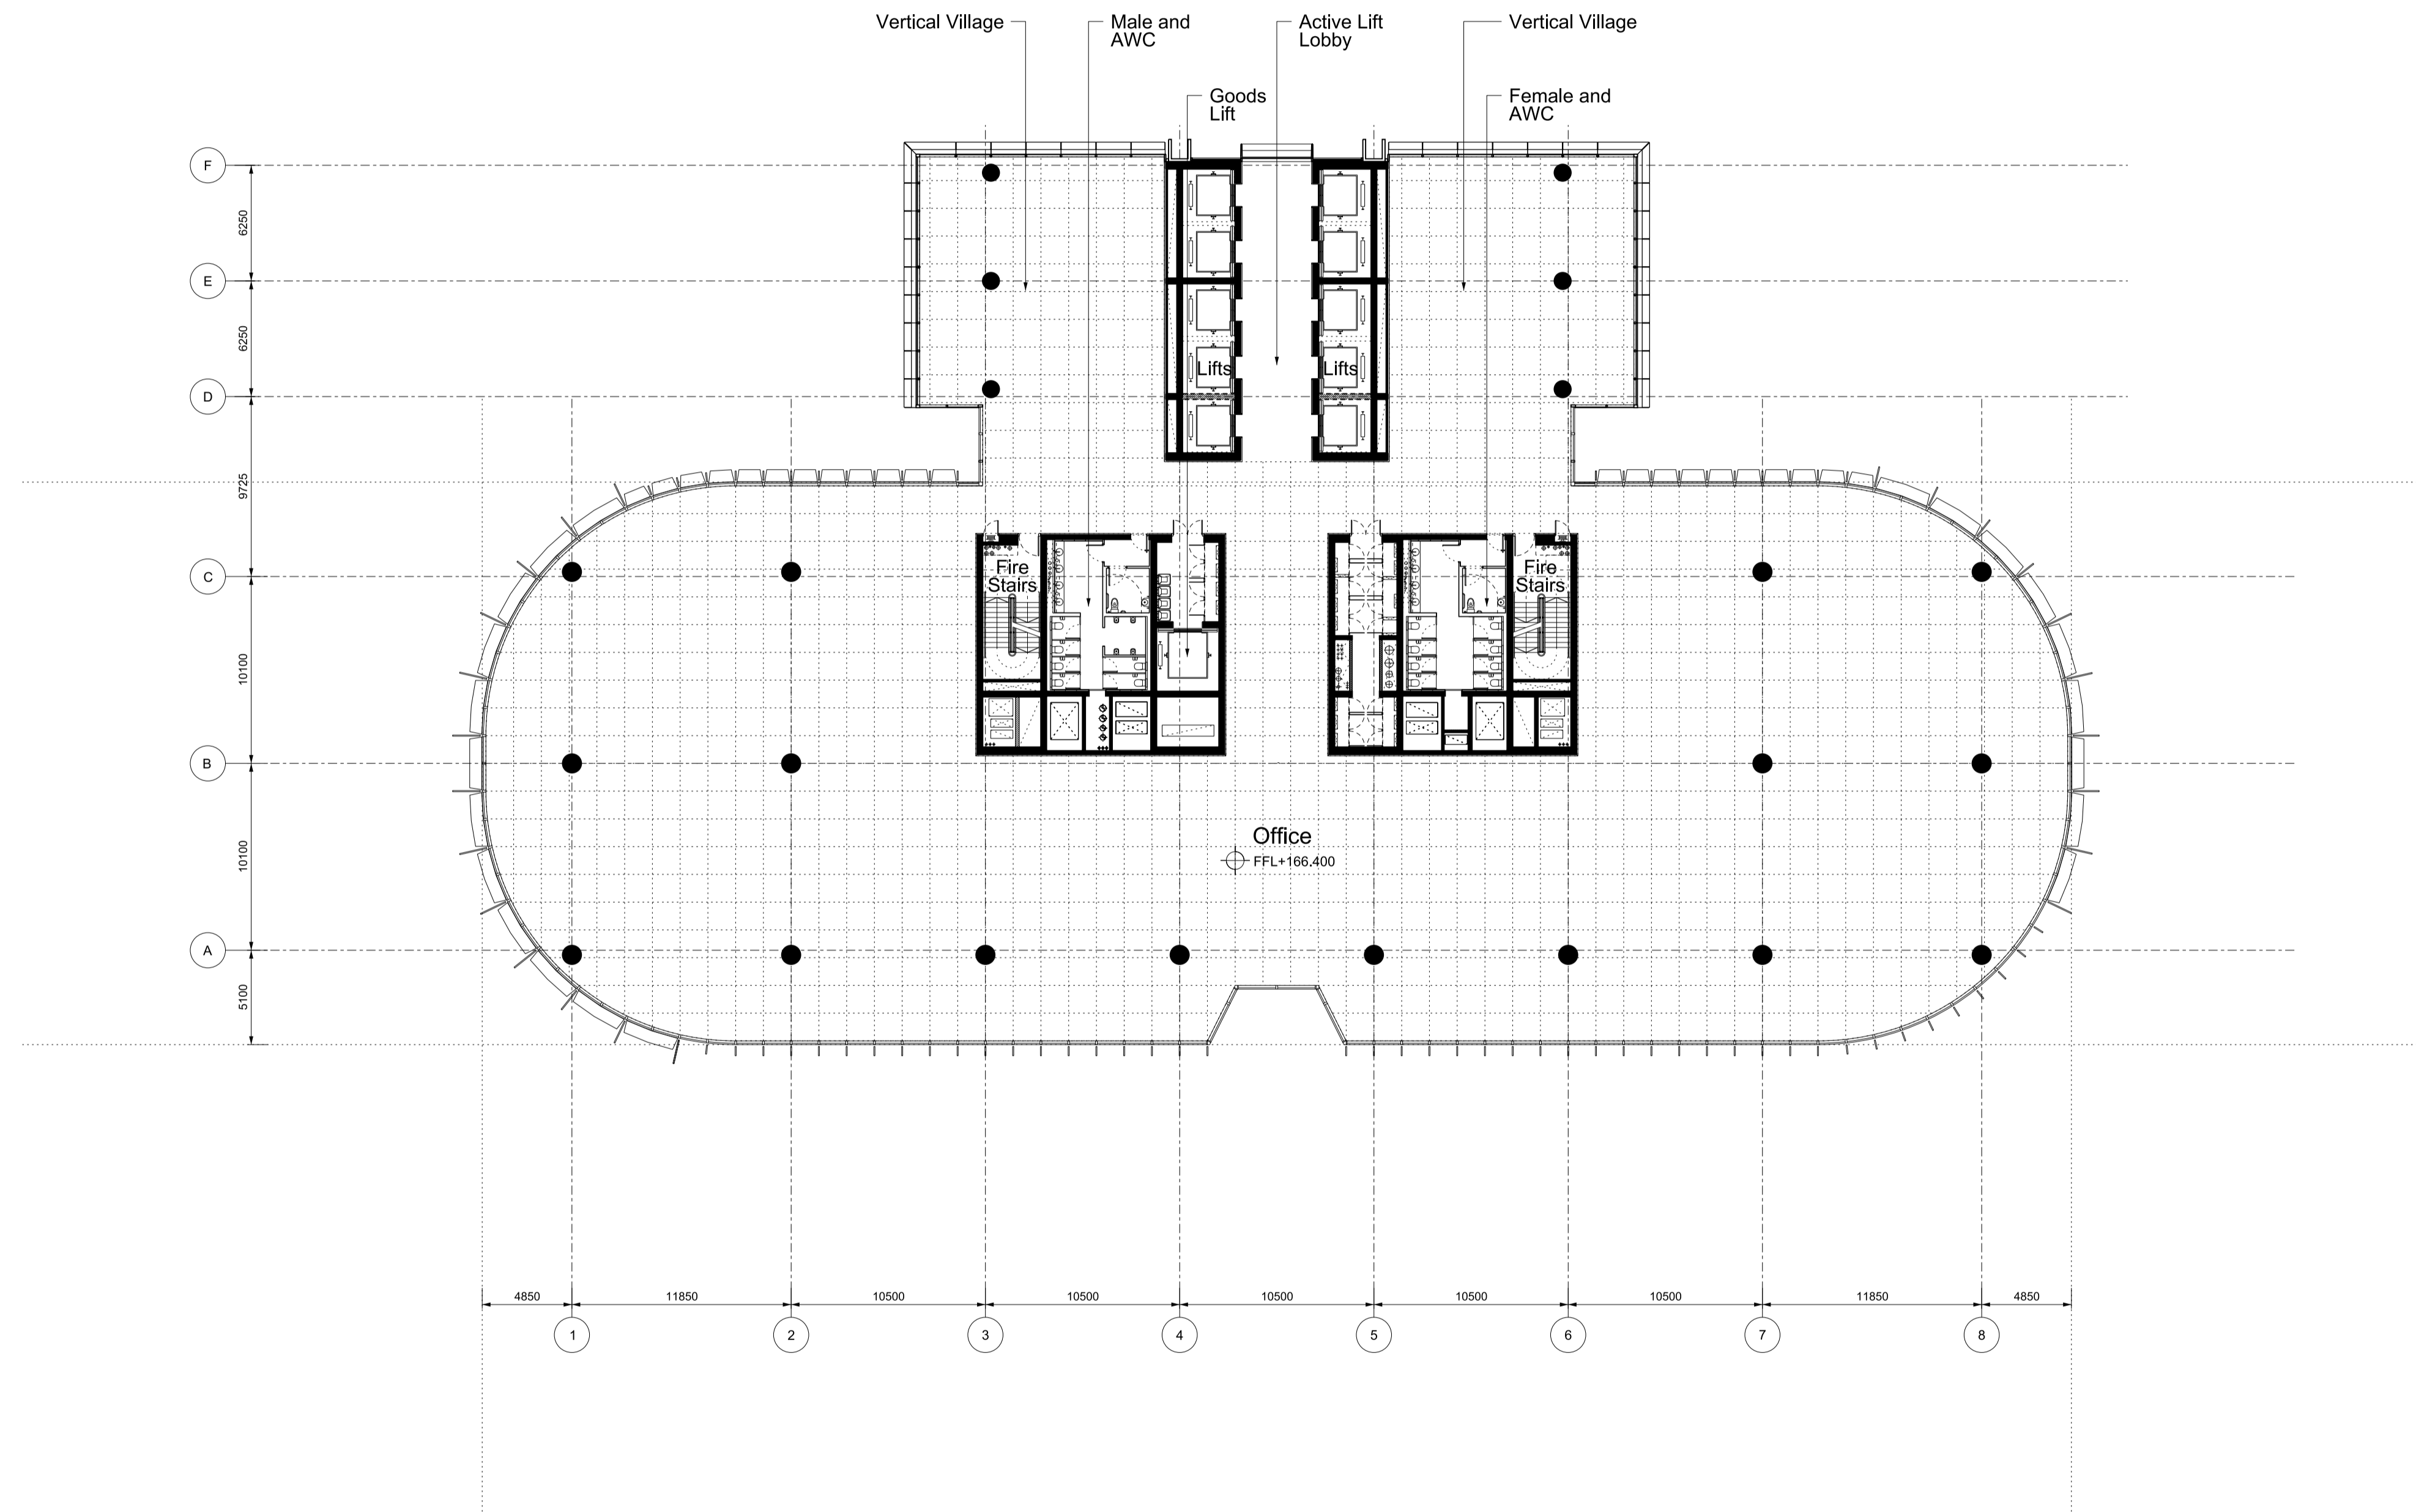 Vertical Village
Male and
AWC
Active Lift
Lobby
Vertical Village
Goods
Lift
Female and
AWC
F
6250
E
6250
Lifts
Lifts
D
9725
Fire
Stairs
Fire
Stairs
C
10100
B
Office
FFL+166.400
10100
A
5100
4850
11850
10500
10500
10500
10500
10500
11850
4850
1
2
3
4
5
6
7
8